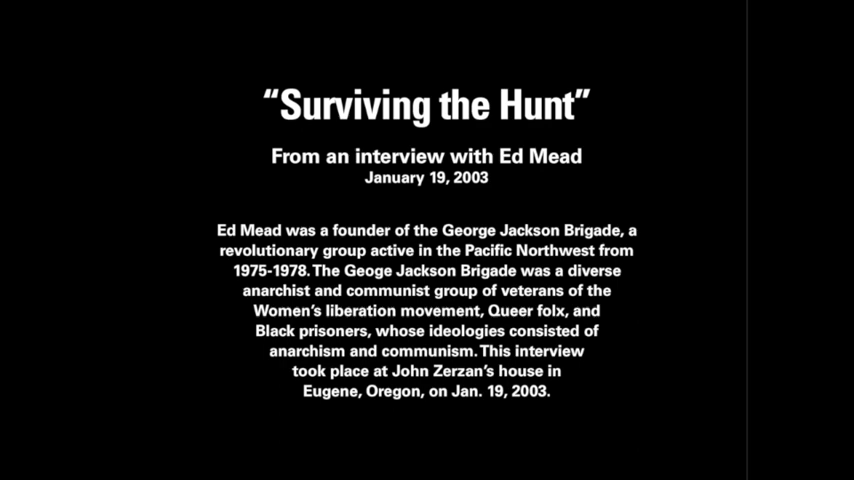 “Surviving the Hunt”
From an interview with Ed Mead
January 19, 2003
Ed Mead was a founder of the George Jackson Brigade, a
revolutionary group active in the Pacific Northwest from
1975-1978. The Geoge Jackson Brigade was a diverse
anarchist and communist group of veterans of the
Women’s liberation movement, Queer folx, and
Black prisoners, whose ideologies consisted of
anarchism and communism. This interview
took place at John Zerzan’s house in
Eugene, Oregon, on Jan. 19, 2003.